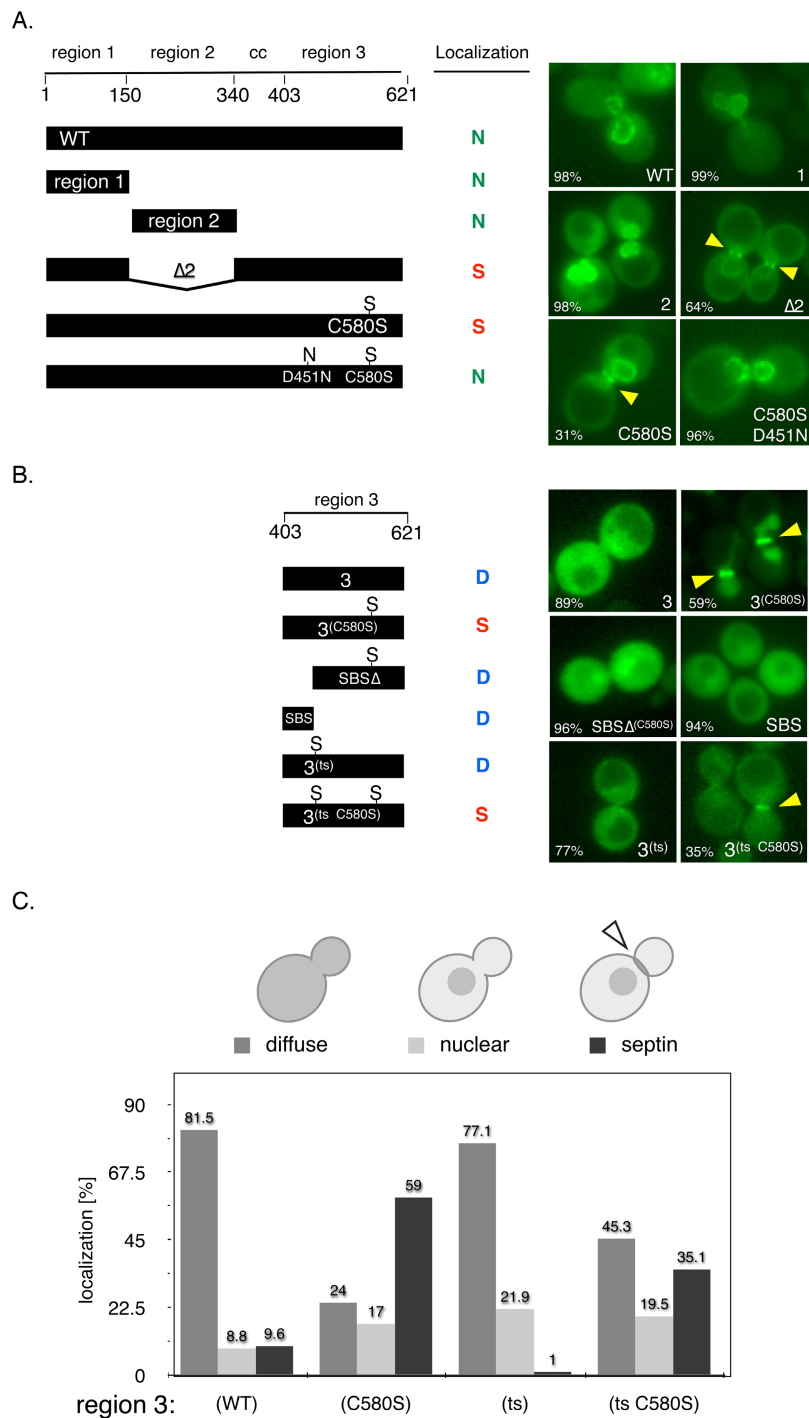 A.
region 1 region 2 cc region 3 Localization
1 150 340 403 621
WT N
region 1 N
region 2 N
Δ2 S
S
C580S S
N S
D451N C580S N
98% WT
99% 1
98% 2
64% Δ2
31% C580S
C580S
96% D451N
B.
region 3
403 621
3 D
S
3(C580S) S
S
SBSΔ D
SBS D
S
3(ts) D
S S
3(ts C580S) S
89% 3
59% 3(C580S)
96% SBSΔ(C580S)
94% SBS
77% 3(ts)
35% 3(ts C580S)
C.
diffuse nuclear septin
localization [%]
90
67.5
45
22.5
0
81.5 8.8 9.6
24 17 59
77.1 21.9 1
45.3 19.5 35.1
region 3: (WT) (C580S) (ts) (ts C580S)